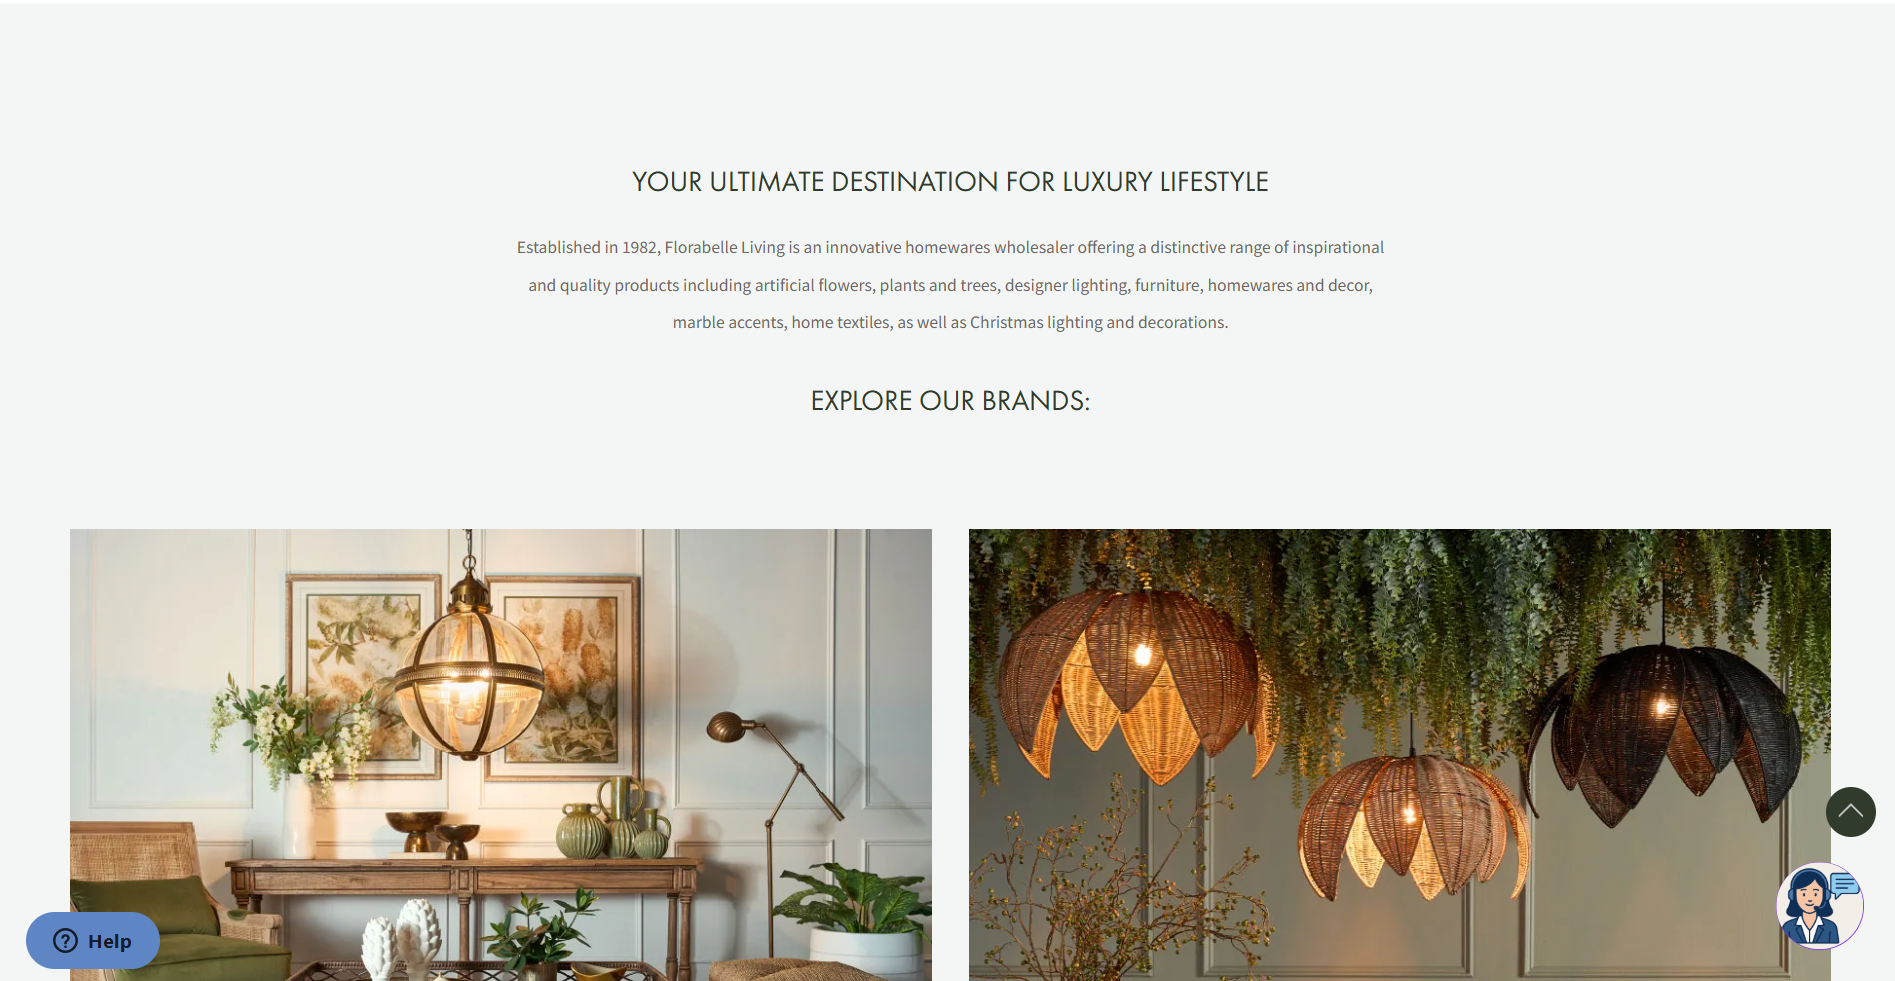 YOUR ULTIMATE DESTINATION FOR LUXURY LIFESTYLE
Established in 1982, Florabelle Living is an innovative homewares wholesaler offering a distinctive range of inspirational
and quality products including artificial flowers, plants and trees, designer lighting, furniture, homewares and decor,
marble accents, home textiles, as well as Christmas lighting and decorations.
EXPLORE OUR BRANDS:
Help